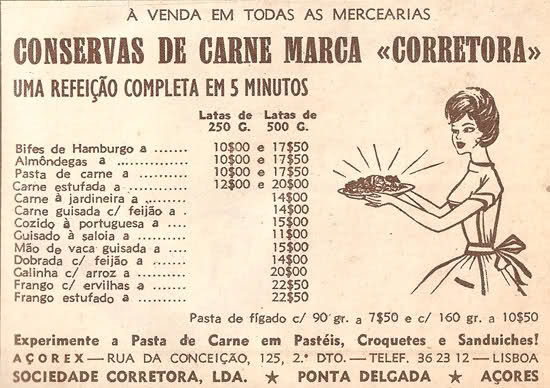 À VENDA EM TODAS AS MERCEARIAS
CONSERVAS DE CARNE MARCA «CORRETORA»
UMA REFEIÇÃO COMPLETA EM 5 MINUTOS
Latas de 250 G. Latas de 500 G.
Bifes de Hamburgo a ....... 10$00 e 17$50
Almôndegas a ............ 10$00 e 17$50
Pasta de carne a .......... 10$00 e 17$50
Carne estufada a .......... 12$00 e 20$00
Carne à jardineira a ....... 14$00
Carne guisada c/ feijão a . 14$00
Cozido à portuguesa a .... 15$00
Guisado à saloia a ......... 11$00
Mão de vaca guisada a .... 15$00
Dobrada c/ feijão a ....... 14$00
Galinha c/ arroz a ......... 20$00
Frango c/ ervilhas a ....... 22$50
Frango estufado a ......... 22$50
Pasta de fígado c/ 90 gr. a 7$50 e c/ 160 gr. a 10$50
Experimente a Pasta de Carne em Pastéis, Croquetes e Sanduiches!
AÇOREX — RUA DA CONCEIÇÃO, 125, 2.º DTO. — TELEF. 36 23 12 — LISBOA
SOCIEDADE CORRETORA, LDA. ★ PONTA DELGADA ★ AÇORES